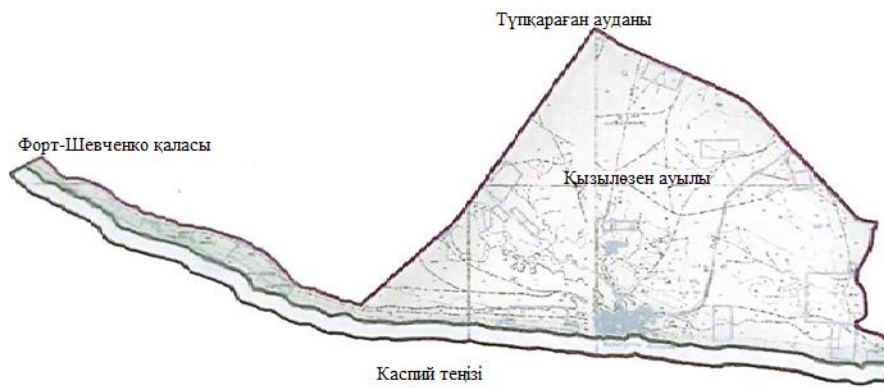 Түпқараған ауданы
Форт-Шевченко қаласы
Қызылөзен ауылы
Каспий теңізі